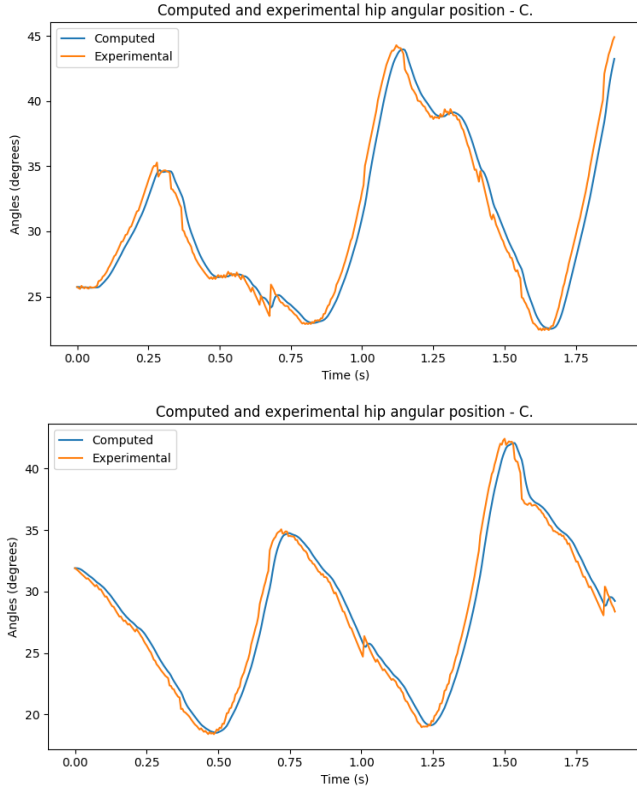 Computed and experimental hip angular position - C.
Computed
Experimental
Angles (degrees)
45
40
35
30
25
0.00 0.25 0.50 0.75 1.00 1.25 1.50 1.75
Time (s)
Computed and experimental hip angular position - C.
Computed
Experimental
Angles (degrees)
40
35
30
25
20
0.00 0.25 0.50 0.75 1.00 1.25 1.50 1.75
Time (s)